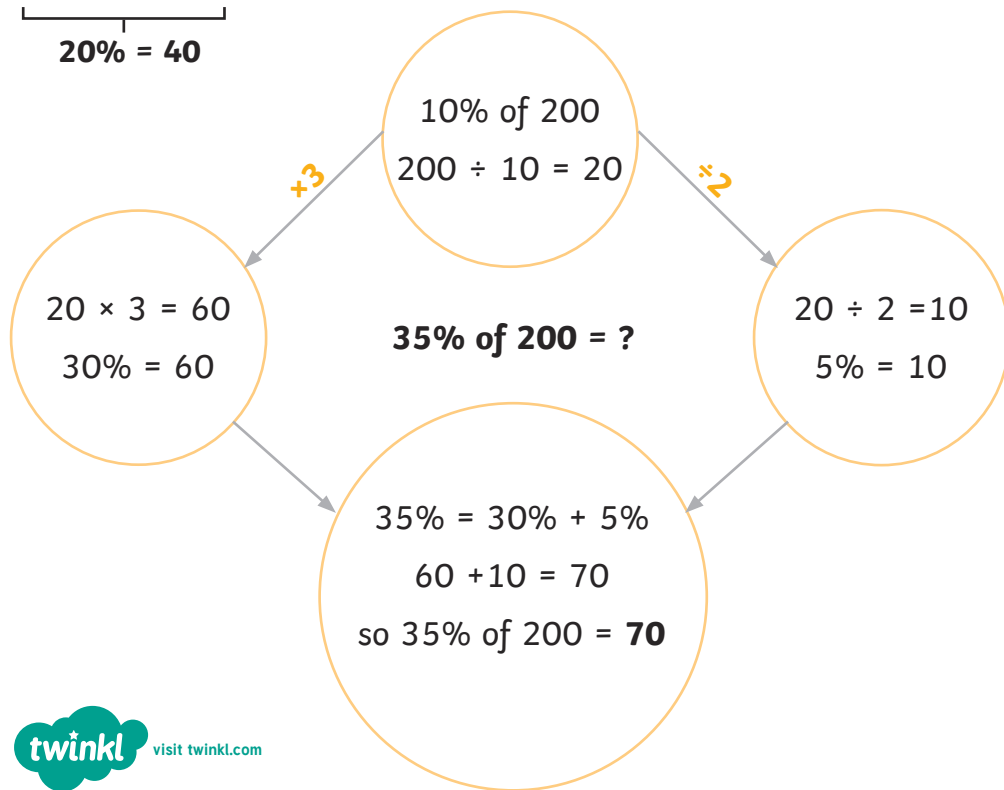 20% = 40
10% of 200
200 ÷ 10 = 20
×3
÷2
20 × 3 = 60
30% = 60
35% of 200 = ?
20 ÷ 2 =10
5% = 10
35% = 30% + 5%
60 +10 = 70
so 35% of 200 = 70
twinkl visit twinkl.com